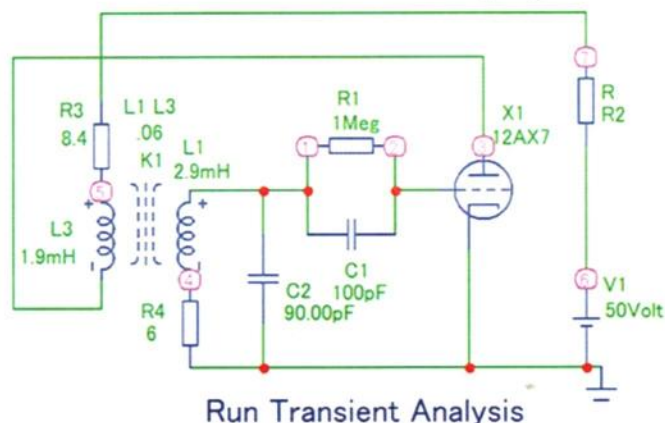 7
R3
8.4
L1 L3
.06
K1
L1
2.9mH
R1
1Meg
1
2
X1
12AX7
3
R
R2
5
+
+
L3
1.9mH
-
-
4
R4
6
C2
90.00pF
C1
100pF
6
V1
50Volt
Run Transient Analysis